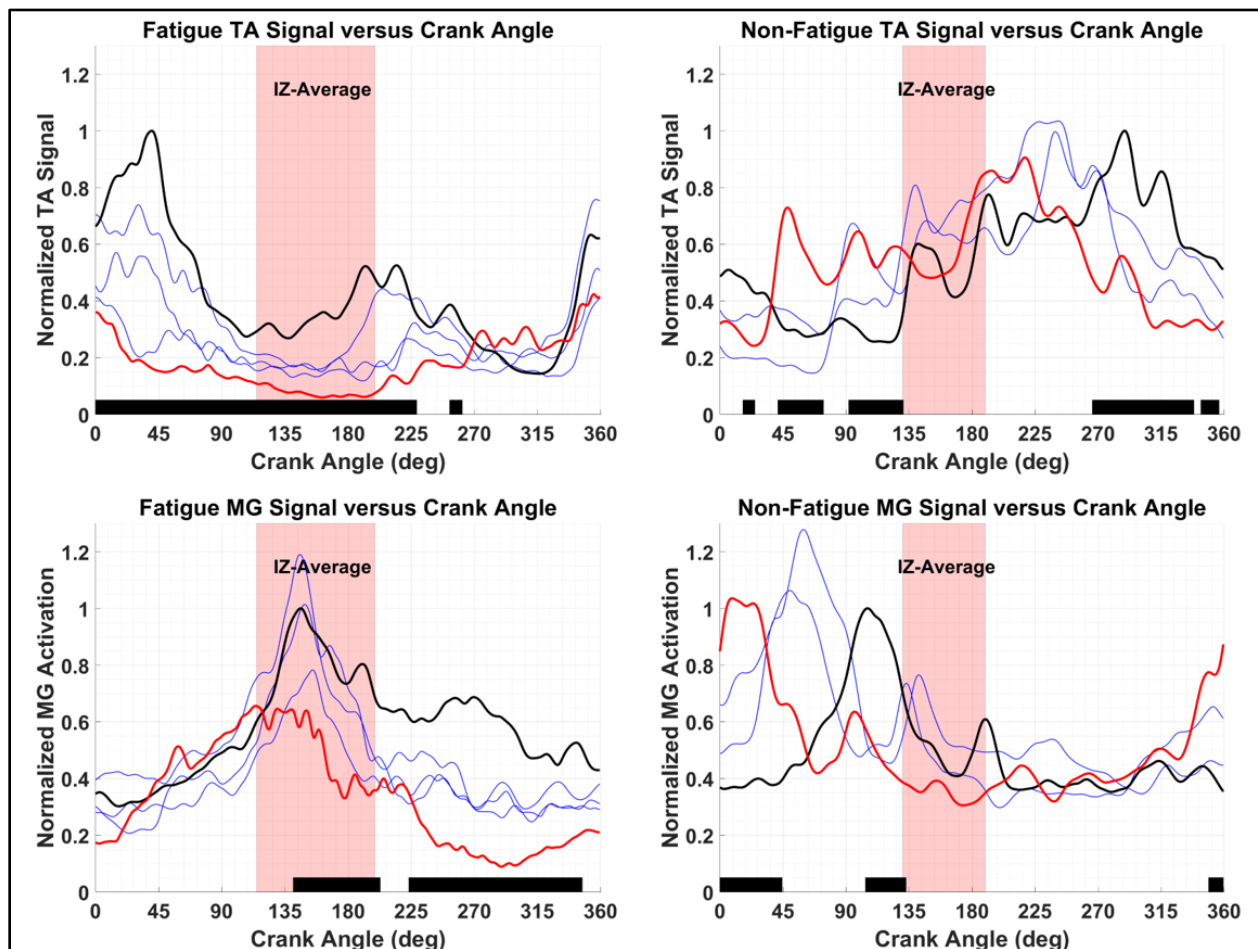 Fatigue TA Signal versus Crank Angle
IZ-Average
Normalized TA Signal
1.2
1
0.8
0.6
0.4
0.2
0
0 45 90 135 180 225 270 315 360
Crank Angle (deg)
Non-Fatigue TA Signal versus Crank Angle
IZ-Average
Normalized TA Signal
1.2
1
0.8
0.6
0.4
0.2
0
0 45 90 135 180 225 270 315 360
Crank Angle (deg)
Fatigue MG Signal versus Crank Angle
IZ-Average
Normalized MG Activation
1.2
1
0.8
0.6
0.4
0.2
0
0 45 90 135 180 225 270 315 360
Crank Angle (deg)
Non-Fatigue MG Signal versus Crank Angle
IZ-Average
Normalized MG Activation
1.2
1
0.8
0.6
0.4
0.2
0
0 45 90 135 180 225 270 315 360
Crank Angle (deg)